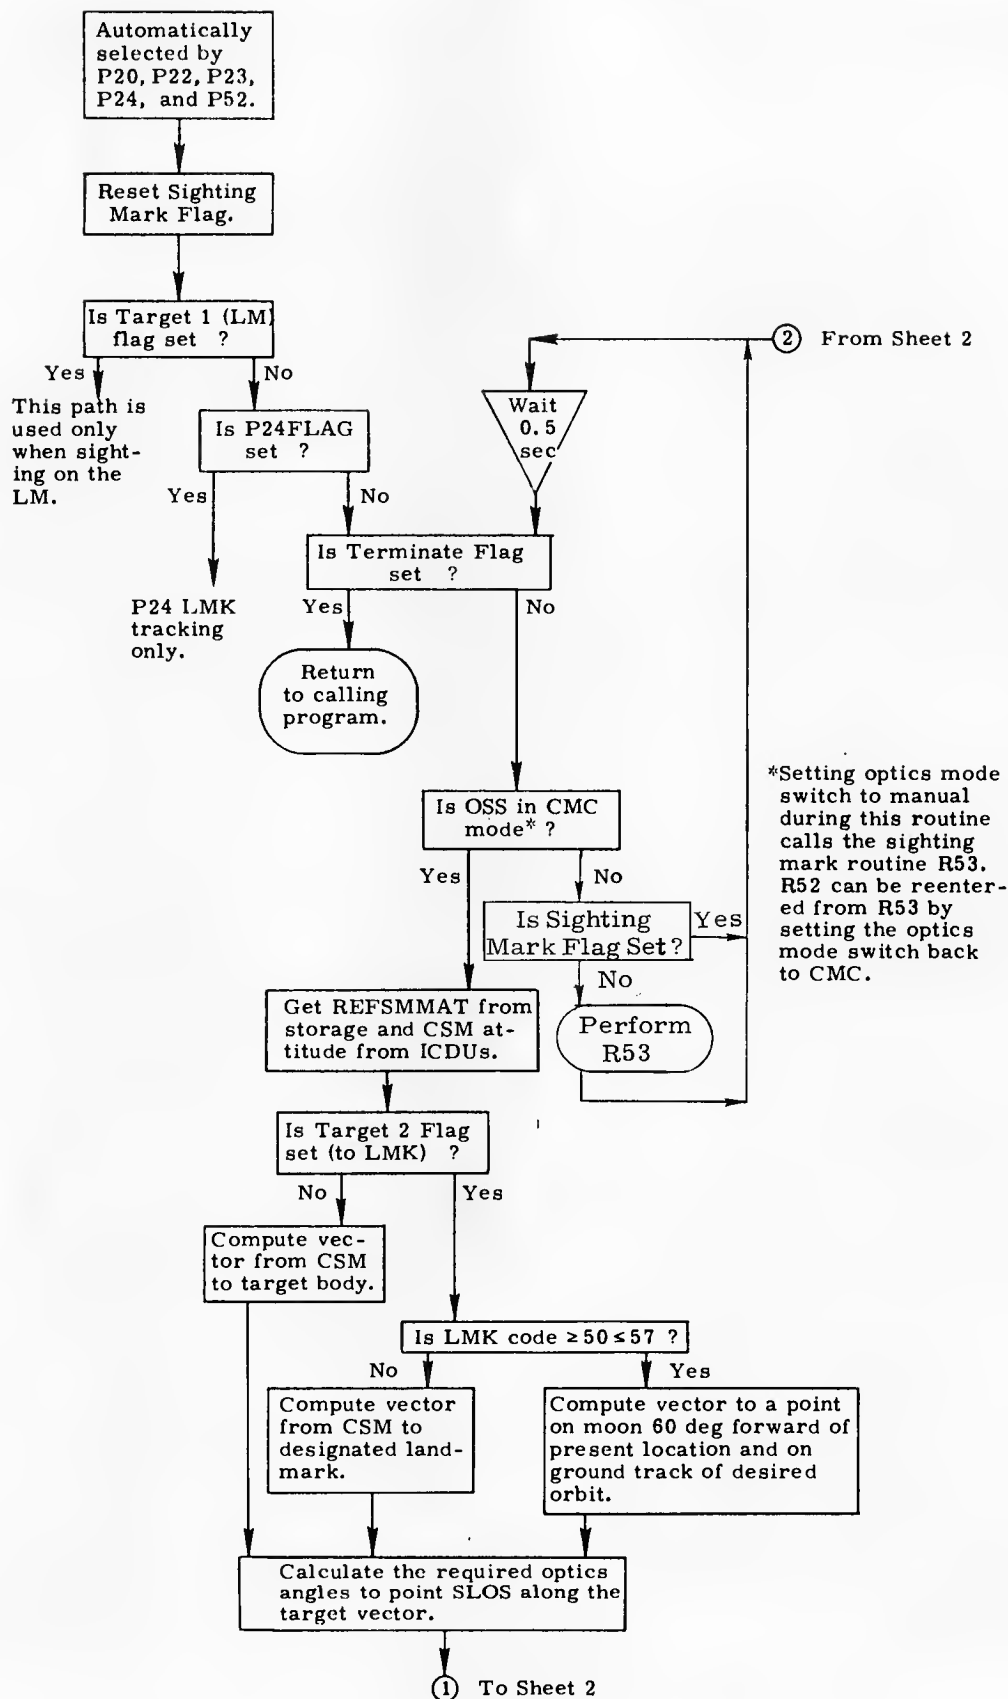 Automatically
selected by
P20, P22, P23,
P24, and P52.
Reset Sighting
Mark Flag.
Is Target 1 (LM)
flag set ?
Yes
No
This path is
used only
when sight-
ing on the
LM.
Is P24FLAG
set ?
Yes
No
P24 LMK
tracking
only.
2 From Sheet 2
Wait
0.5
sec
Is Terminate Flag
set ?
Yes
No
Return
to calling
program.
Is OSS in CMC
mode* ?
Yes
No
*Setting optics mode
switch to manual
during this routine
calls the sighting
mark routine R53.
R52 can be reenter-
ed from R53 by
setting the optics
mode switch back
to CMC.
Is Sighting
Mark Flag Set?
Yes
No
Perform
R53
Get REFSMMAT from
storage and CSM at-
titude from ICDUs.
Is Target 2 Flag
set (to LMK) ?
No
Yes
Compute vec-
tor from CSM
to target body.
Is LMK code ≥ 50 ≤ 57 ?
No
Yes
Compute vector
from CSM to
designated land-
mark.
Compute vector to a point
on moon 60 deg forward of
present location and on
ground track of desired
orbit.
Calculate the required optics
angles to point SLOS along the
target vector.
1 To Sheet 2